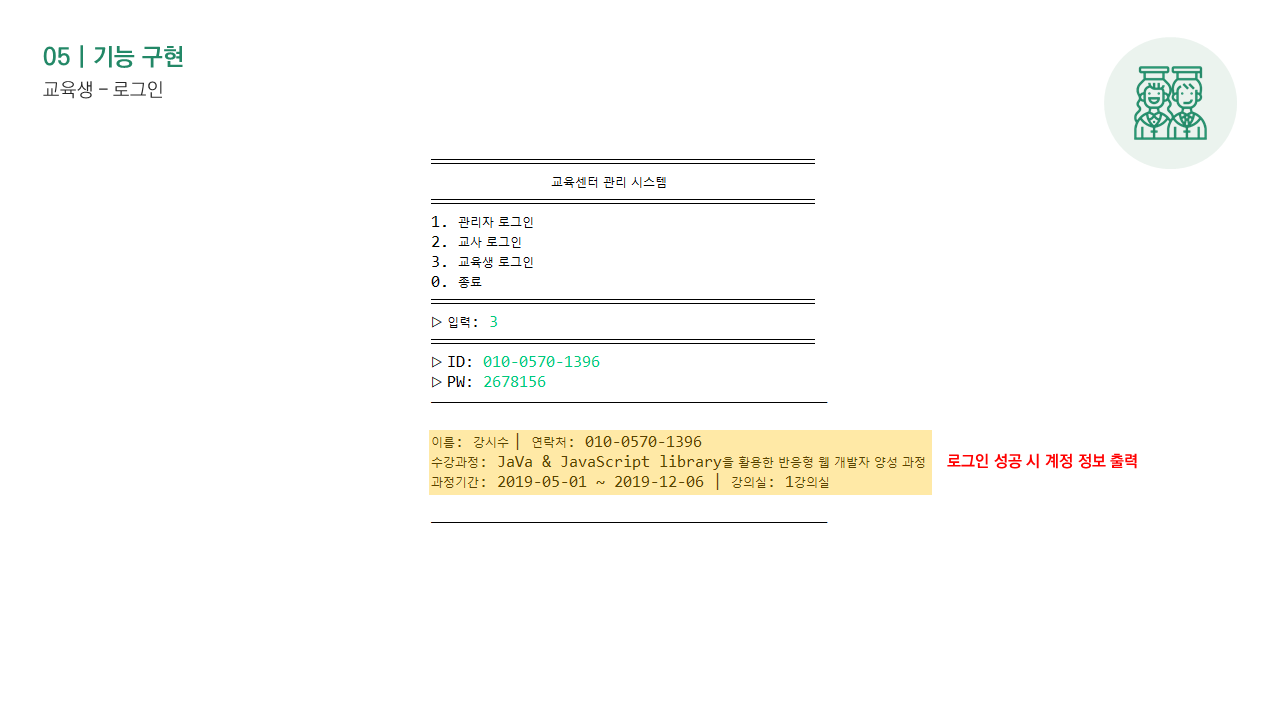 05 | 기능 구현
교육생 – 로그인
교육센터 관리 시스템
1. 관리자 로그인
2. 교사 로그인
3. 교육생 로그인
0. 종료
▷ 입력: 3
▷ ID: 010-0570-1396
▷ PW: 2678156
이름: 강시수 | 연락처: 010-0570-1396
수강과정: JaVa & JavaScript library을 활용한 반응형 웹 개발자 양성 과정
과정기간: 2019-05-01 ~ 2019-12-06 | 강의실: 1강의실
로그인 성공 시 계정 정보 출력